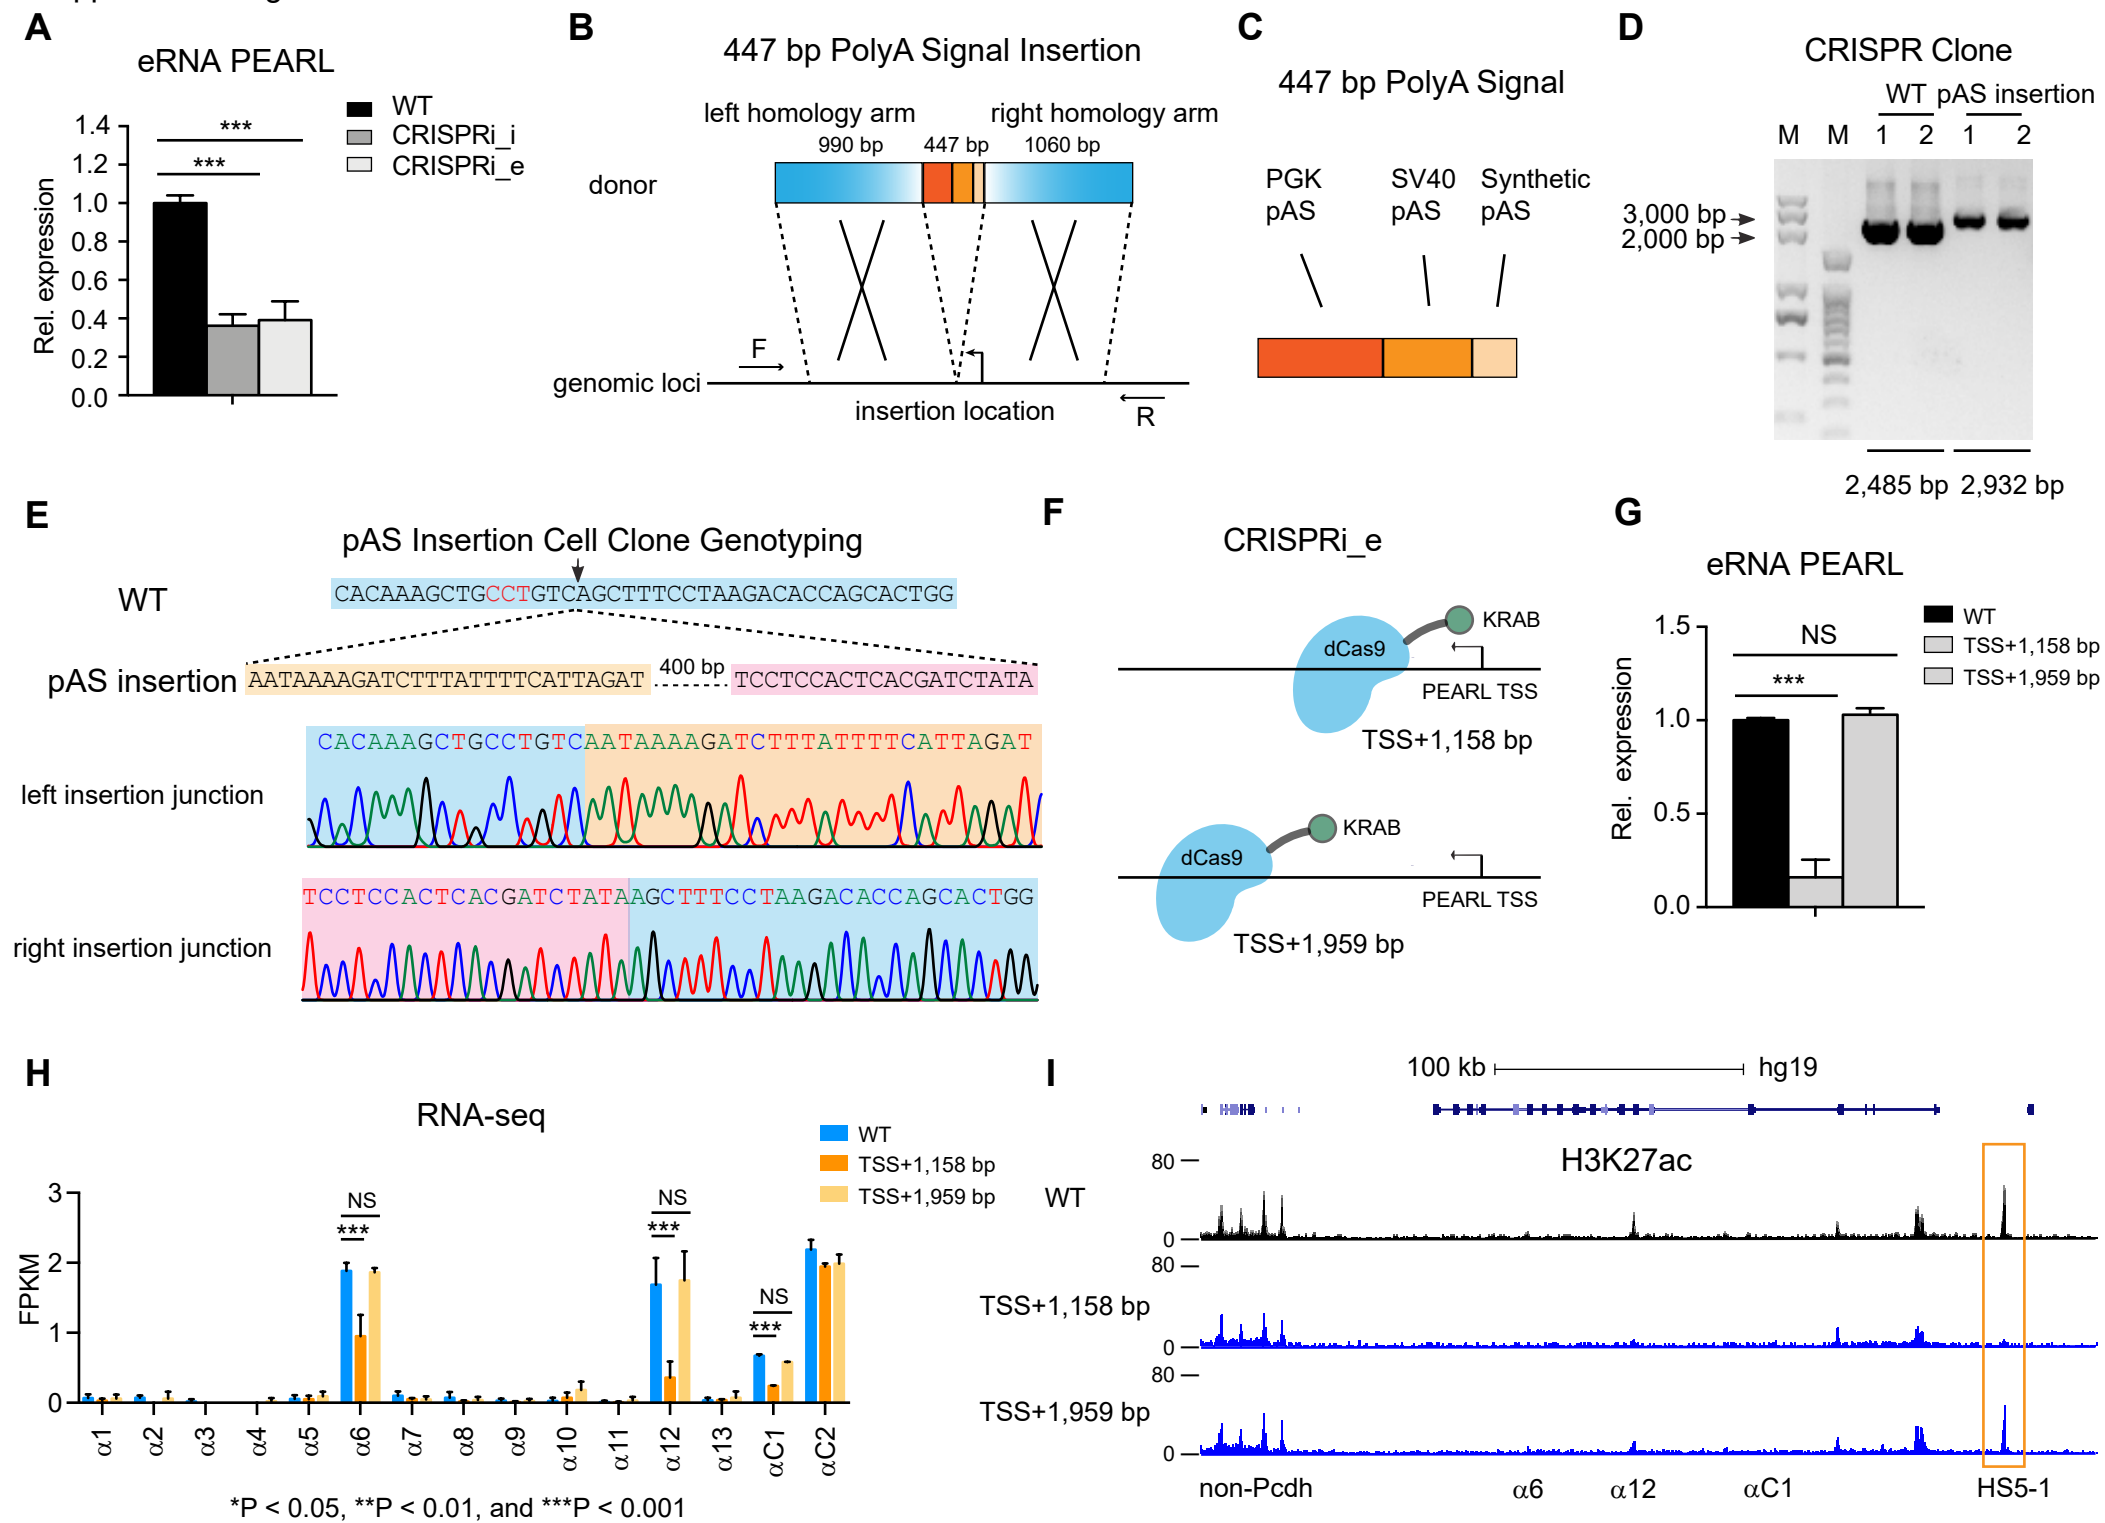 A
eRNA PEARL
WT
CRISPRi_i
CRISPRi_e
***
***
1.4
1.2
1.0
0.8
0.6
0.4
0.2
0.0
Rel. expression
B
447 bp PolyA Signal Insertion
left homology arm
right homology arm
990 bp
447 bp
1060 bp
donor
F
genomic loci
insertion location
R
C
447 bp PolyA Signal
PGK
pAS
SV40
pAS
Synthetic
pAS
D
CRISPR Clone
WT pAS insertion
M M 1 2 1 2
3,000 bp
2,000 bp
2,485 bp 2,932 bp
E
pAS Insertion Cell Clone Genotyping
WT
CACAAAGCTGCCTGTCAGCTTTCCTAAGACACCAGCACTGG
pAS insertion
AATAAAAGATCTTTATTTTCATTAGAT
400 bp
TCCTCCACTCACGATCTATA
CACAAAGCTGCCTGTCAATAAAAGATCTTTATTTTCATTAGAT
left insertion junction
TCCTCCACTCACGATCTATAAGCTTTCCTAAGACACCAGCACTGG
right insertion junction
F
CRISPRi_e
dCas9
KRAB
PEARL TSS
TSS+1,158 bp
dCas9
KRAB
PEARL TSS
TSS+1,959 bp
G
eRNA PEARL
WT
TSS+1,158 bp
TSS+1,959 bp
NS
***
1.5
1.0
0.5
0.0
Rel. expression
H
RNA-seq
WT
TSS+1,158 bp
TSS+1,959 bp
3
2
1
0
FPKM
NS
***
NS
***
NS
***
α1 α2 α3 α4 α5 α6 α7 α8 α9 α10 α11 α12 α13 αC1 αC2
*P < 0.05, **P < 0.01, and ***P < 0.001
I
100 kb
hg19
H3K27ac
80
WT
0
80
TSS+1,158 bp
0
80
TSS+1,959 bp
0
non-Pcdh α6 α12 αC1 HS5-1